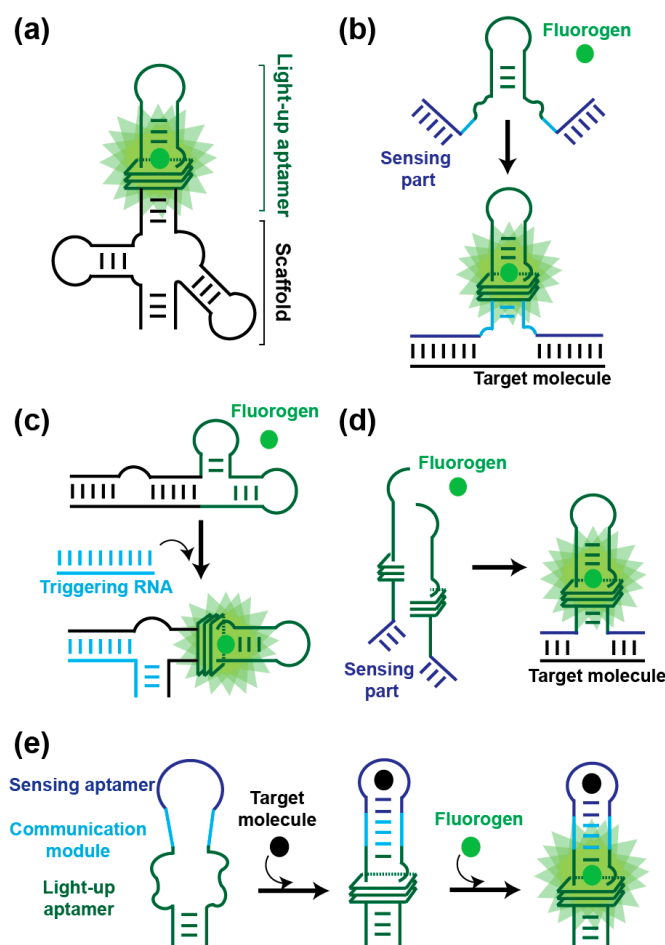 (a)
Light-up aptamer
Scaffold
(b)
Fluorogen
Sensing
part
Target molecule
(c)
Fluorogen
Triggering RNA
(d)
Fluorogen
Sensing
part
Target molecule
(e)
Sensing aptamer
Communication
module
Light-up
aptamer
Target
molecule
Fluorogen